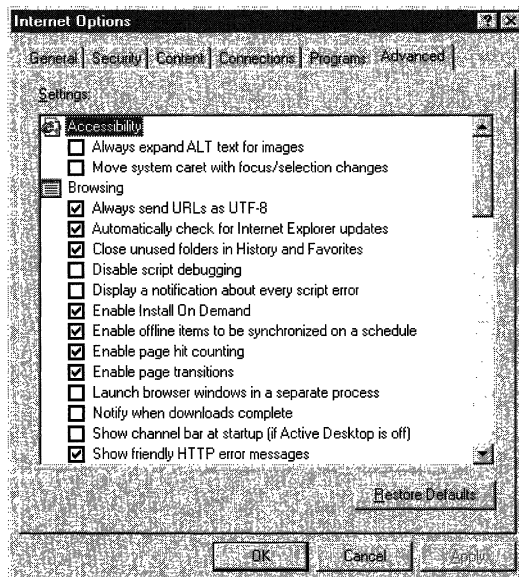 Internet Options
General Security Content Connections Programs Advanced
Settings:
Accessibility
Always expand ALT text for images
Move system caret with focus/selection changes
Browsing
Always send URLs as UTF-8
Automatically check for Internet Explorer updates
Close unused folders in History and Favorites
Disable script debugging
Display a notification about every script error
Enable Install On Demand
Enable offline items to be synchronized on a schedule
Enable page hit counting
Enable page transitions
Launch browser windows in a separate process
Notify when downloads complete
Show channel bar at startup (if Active Desktop is off)
Show friendly HTTP error messages
Restore Defaults
OK Cancel Apply